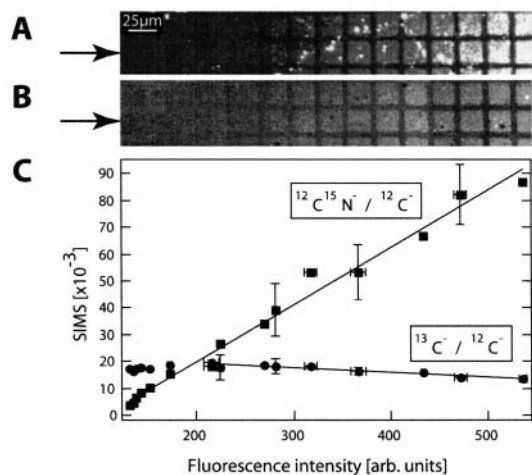 A
25μm
B
C
90
80
70
60
50
40
30
20
10
0
SIMS [x10⁻³]
¹²C¹⁵N⁻ / ¹²C⁻
¹³C⁻ / ¹²C⁻
200 300 400 500
Fluorescence intensity [arb. units]